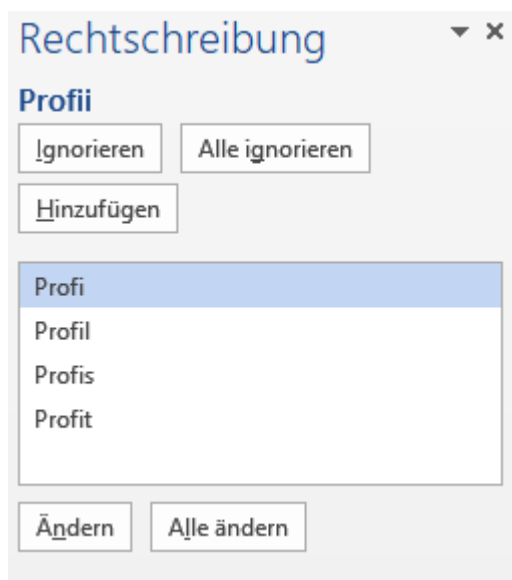 Rechtschreibung
Profii
Ignorieren Alle ignorieren
Hinzufügen
Profi
Profil
Profis
Profit
Ändern Alle ändern